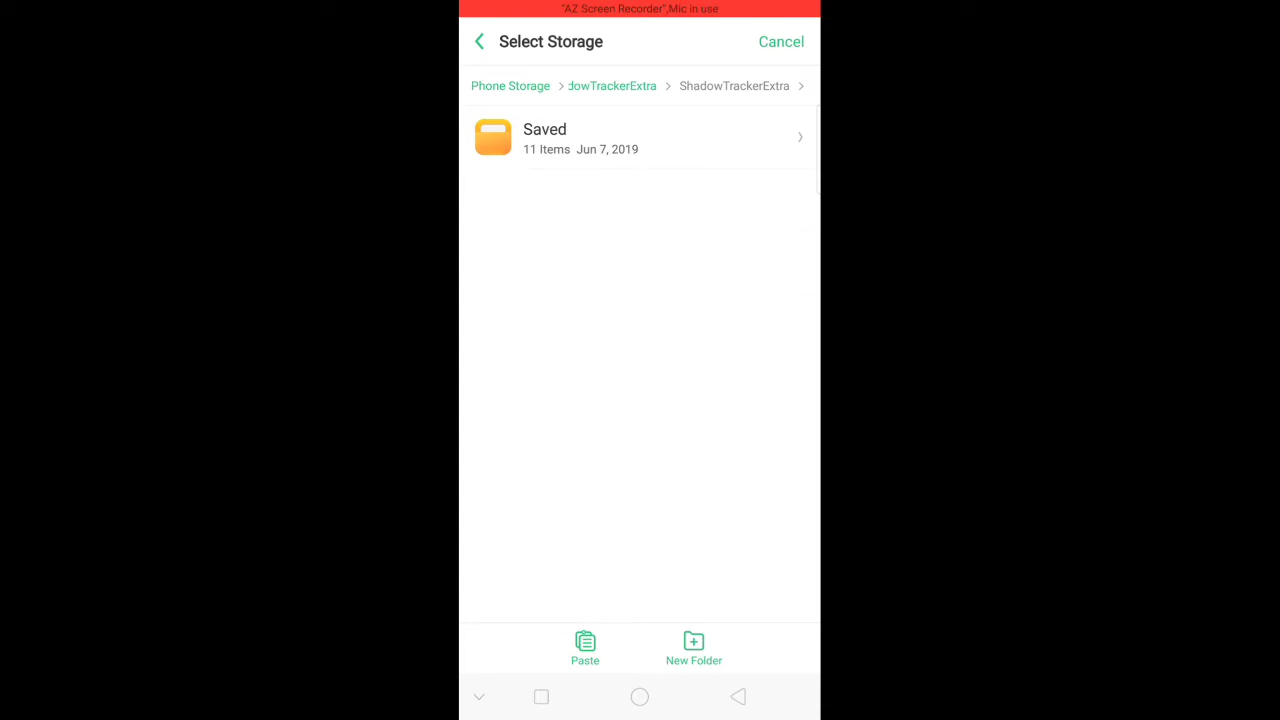 "AZ Screen Recorder",Mic in use
Select Storage
Cancel
Phone Storage > dowTrackerExtra > ShadowTrackerExtra >
Saved
11 Items Jun 7, 2019
Paste
New Folder